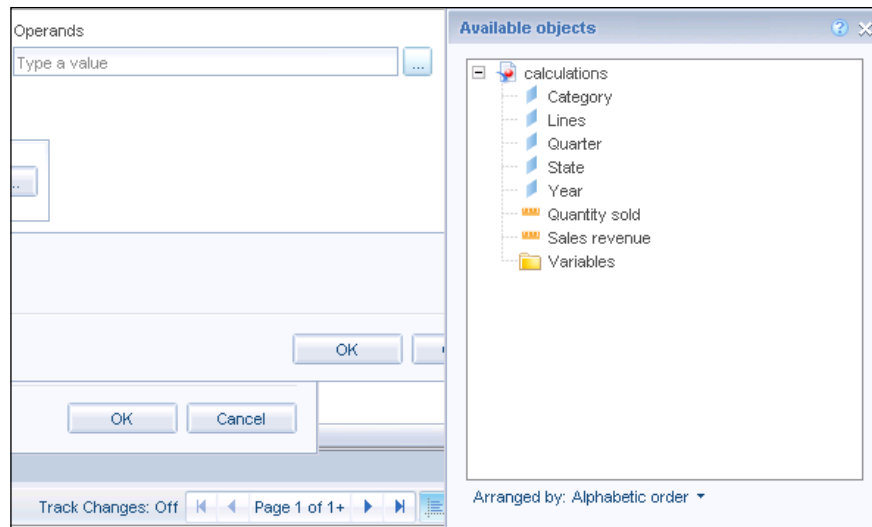 Operands
Available objects
Type a value
...
calculations
Category
Lines
Quarter
State
Year
Quantity sold
Sales revenue
Variables
..
OK
OK
Cancel
Arranged by: Alphabetic order
Track Changes: Off
Page 1 of 1+